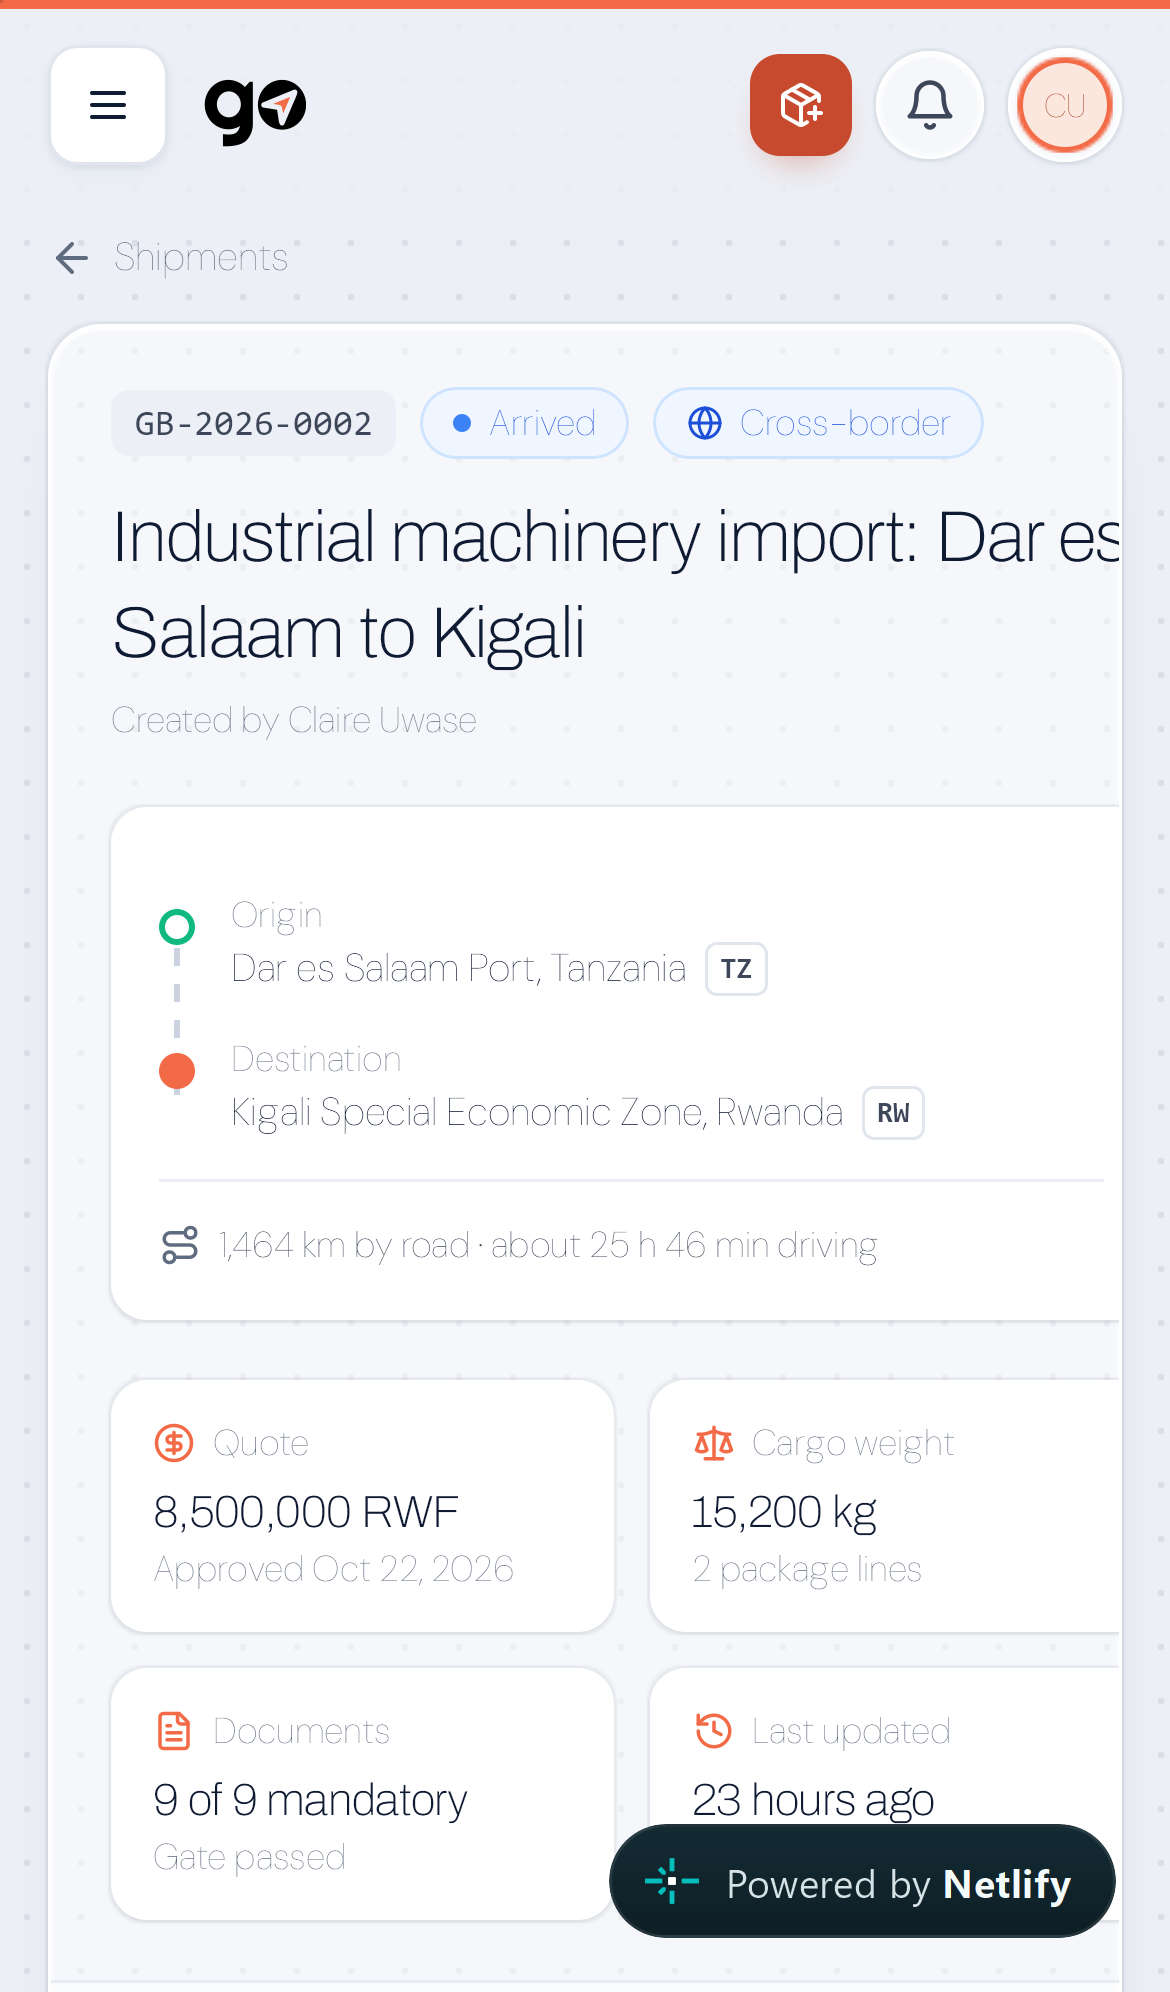 go
CU
Shipments
GB-2026-0002
Arrived
Cross-border
Industrial machinery import: Dar es
Salaam to Kigali
Created by Claire Uwase
Origin
Dar es Salaam Port, Tanzania TZ
Destination
Kigali Special Economic Zone, Rwanda RW
1,464 km by road · about 25 h 46 min driving
Quote
8,500,000 RWF
Approved Oct 22, 2026
Cargo weight
15,200 kg
2 package lines
Documents
9 of 9 mandatory
Gate passed
Last updated
23 hours ago
Powered by Netlify